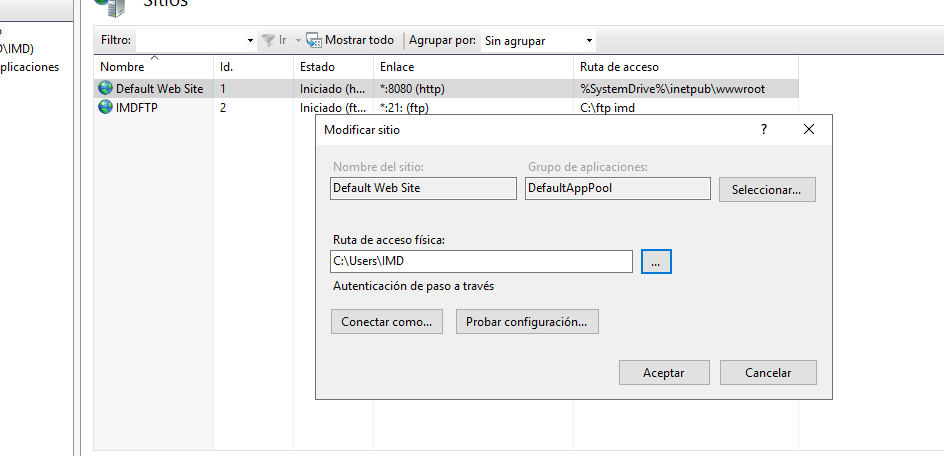 Sitios
D\IMD)
plicaciones
Filtro: Ir Mostrar todo Agrupar por: Sin agrupar
Nombre Id. Estado Enlace Ruta de acceso
Default Web Site 1 Iniciado (h... *:8080 (http) %SystemDrive%\inetpub\wwwroot
IMDFTP 2 Iniciado (ft... *:21: (ftp) C:\ftp imd
Modificar sitio ?
Nombre del sitio: Grupo de aplicaciones:
Default Web Site DefaultAppPool Seleccionar...
Ruta de acceso física:
C:\Users\IMD ...
Autenticación de paso a través
Conectar como... Probar configuración...
Aceptar Cancelar